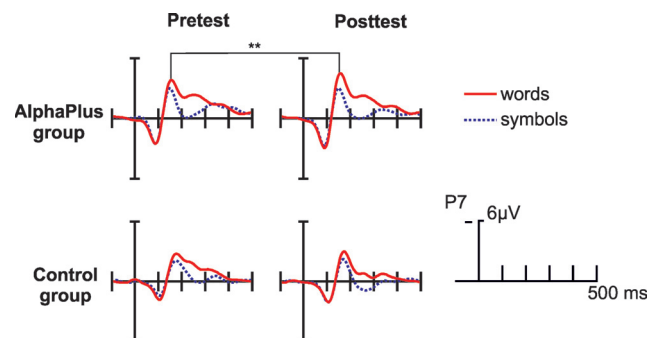 Pretest
Posttest
**
AlphaPlus
group
words
symbols
P7
6µV
500 ms
Control
group